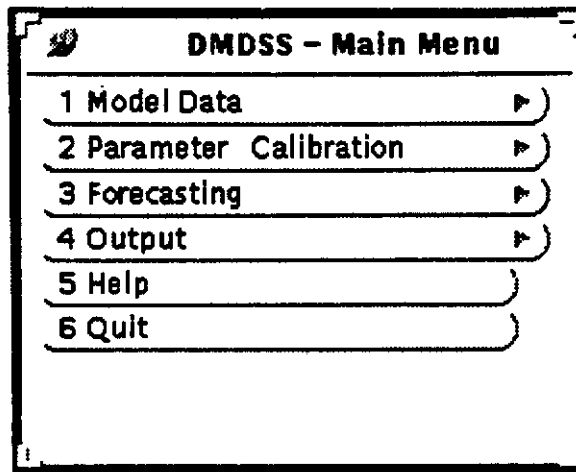 DMDSS – Main Menu
1 Model Data
2 Parameter Calibration
3 Forecasting
4 Output
5 Help
6 Quit